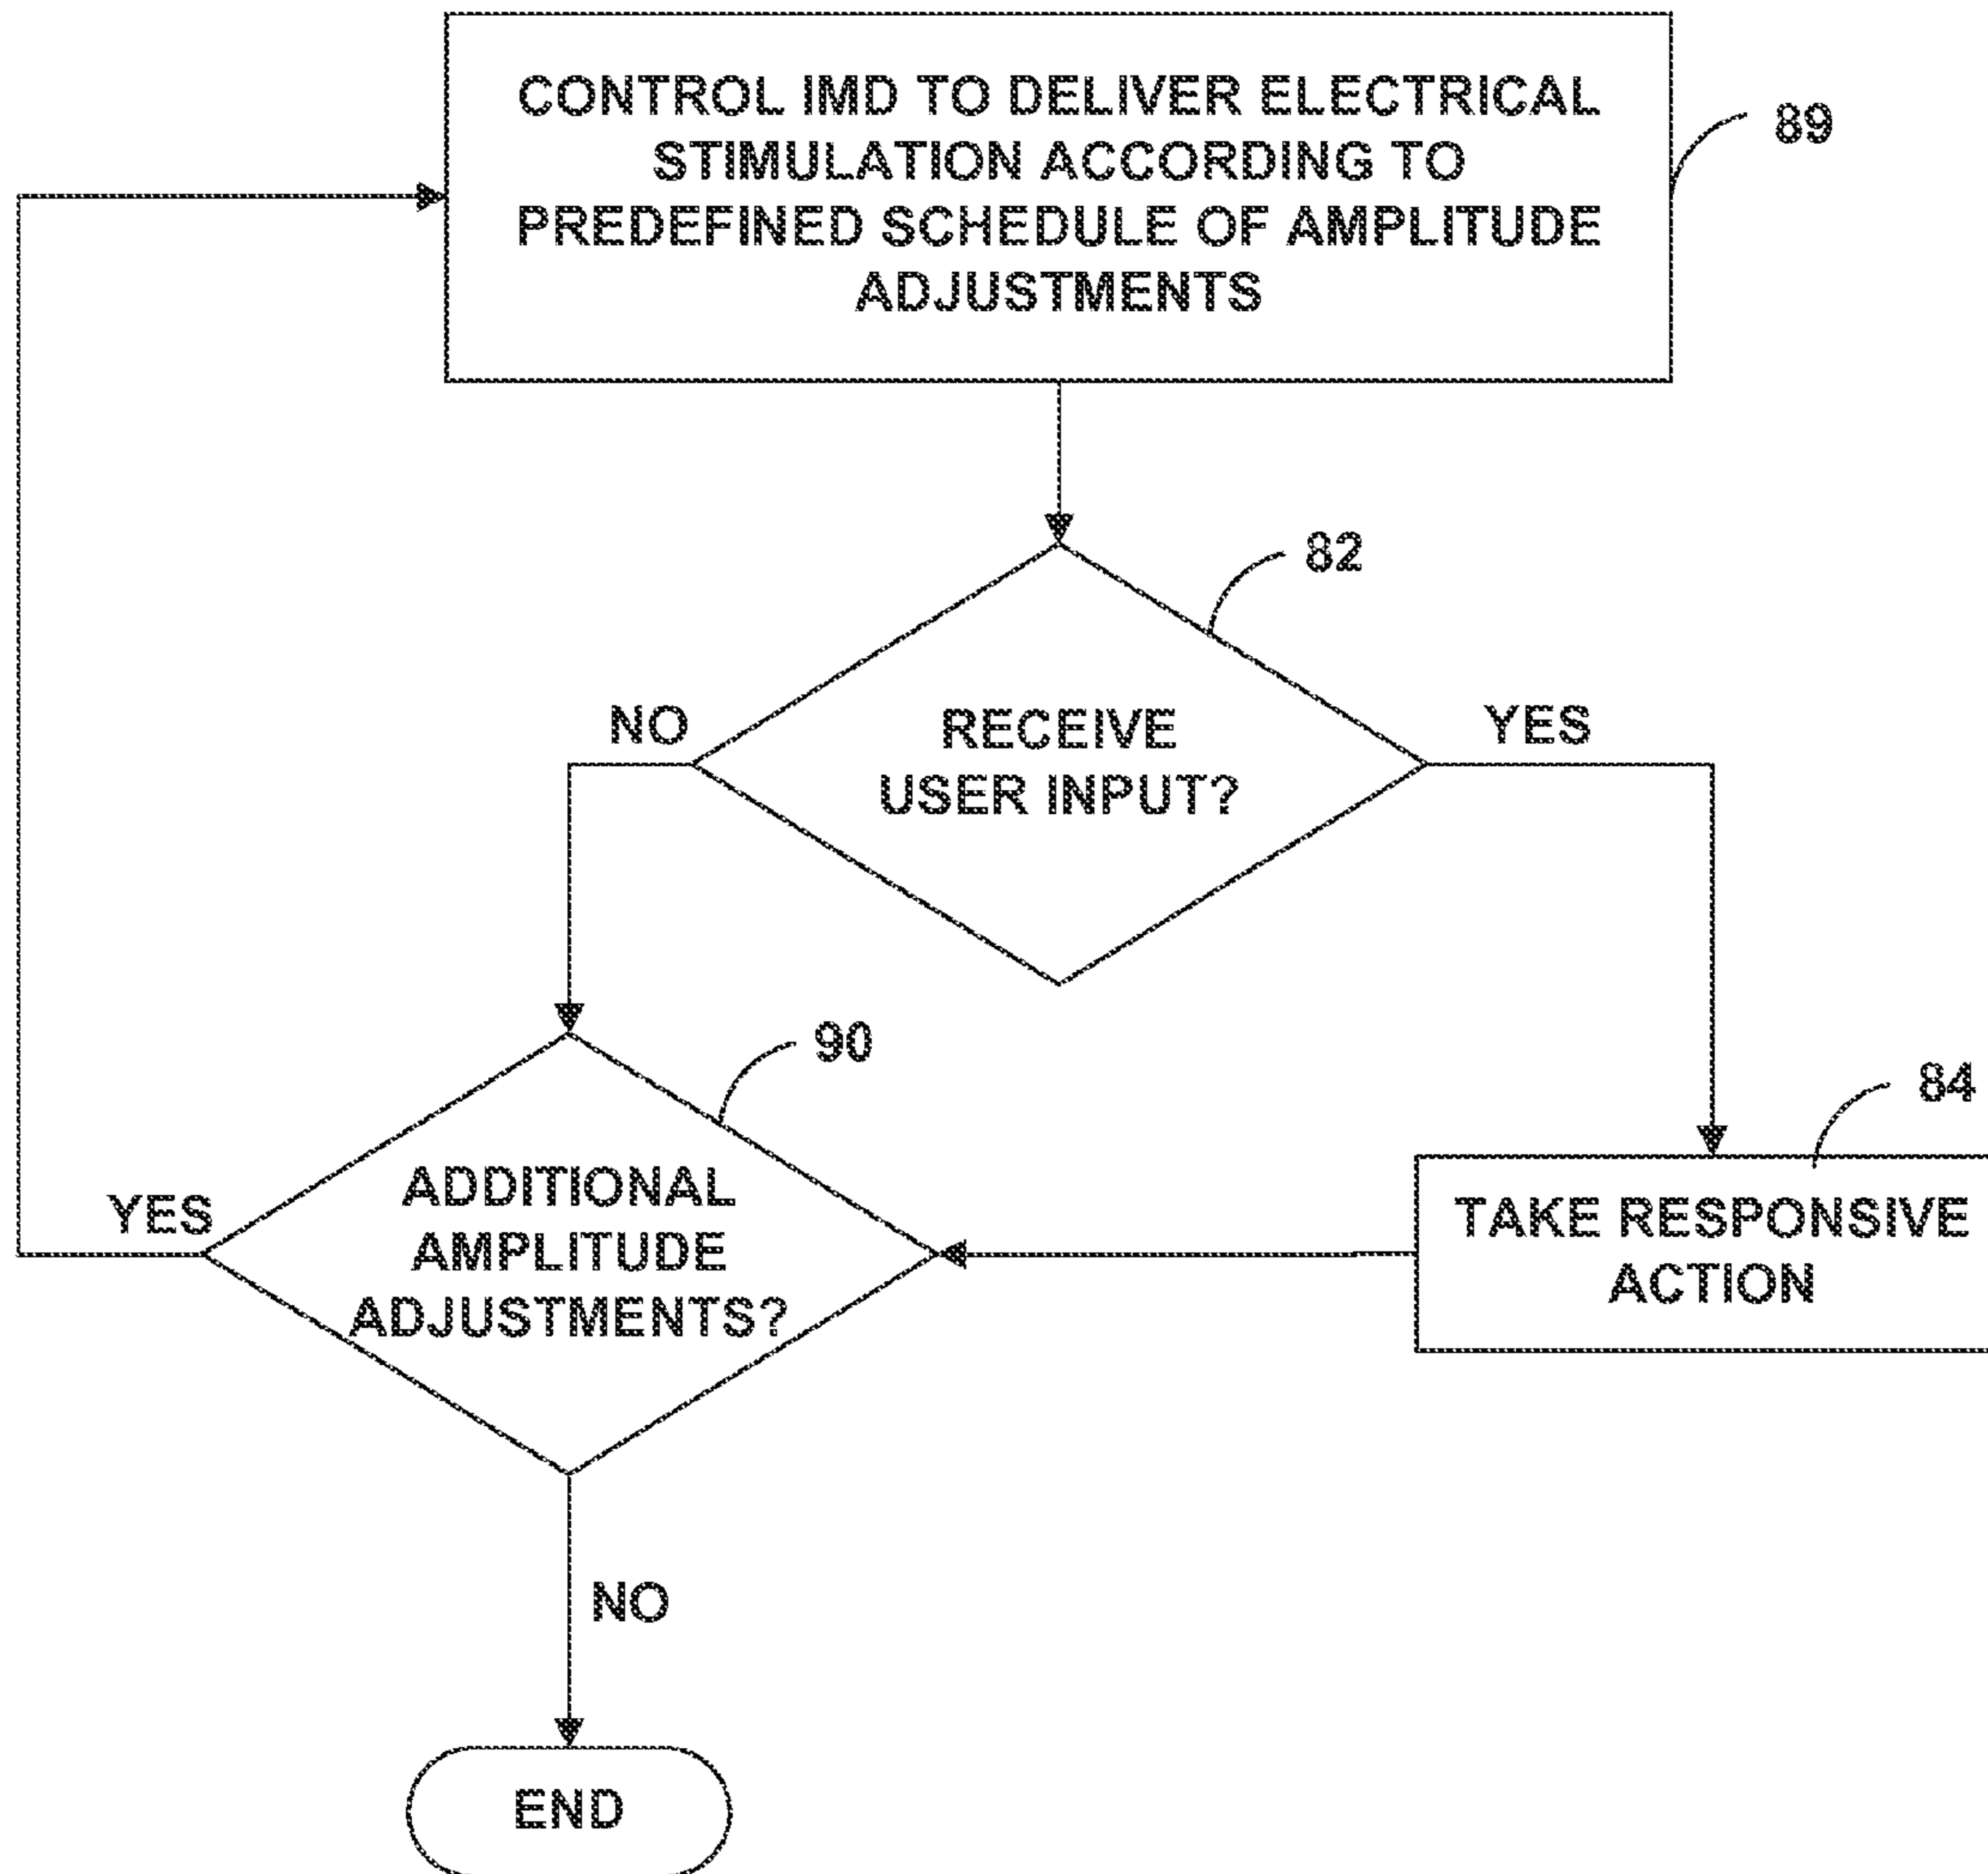 CONTROL IMD TO DELIVER ELECTRICAL
STIMULATION ACCORDING TO
PREDEFINED SCHEDULE OF AMPLITUDE
ADJUSTMENTS
89
82
RECEIVE
USER INPUT?
NO
YES
90
ADDITIONAL
AMPLITUDE
ADJUSTMENTS?
YES
84
TAKE RESPONSIVE
ACTION
NO
END